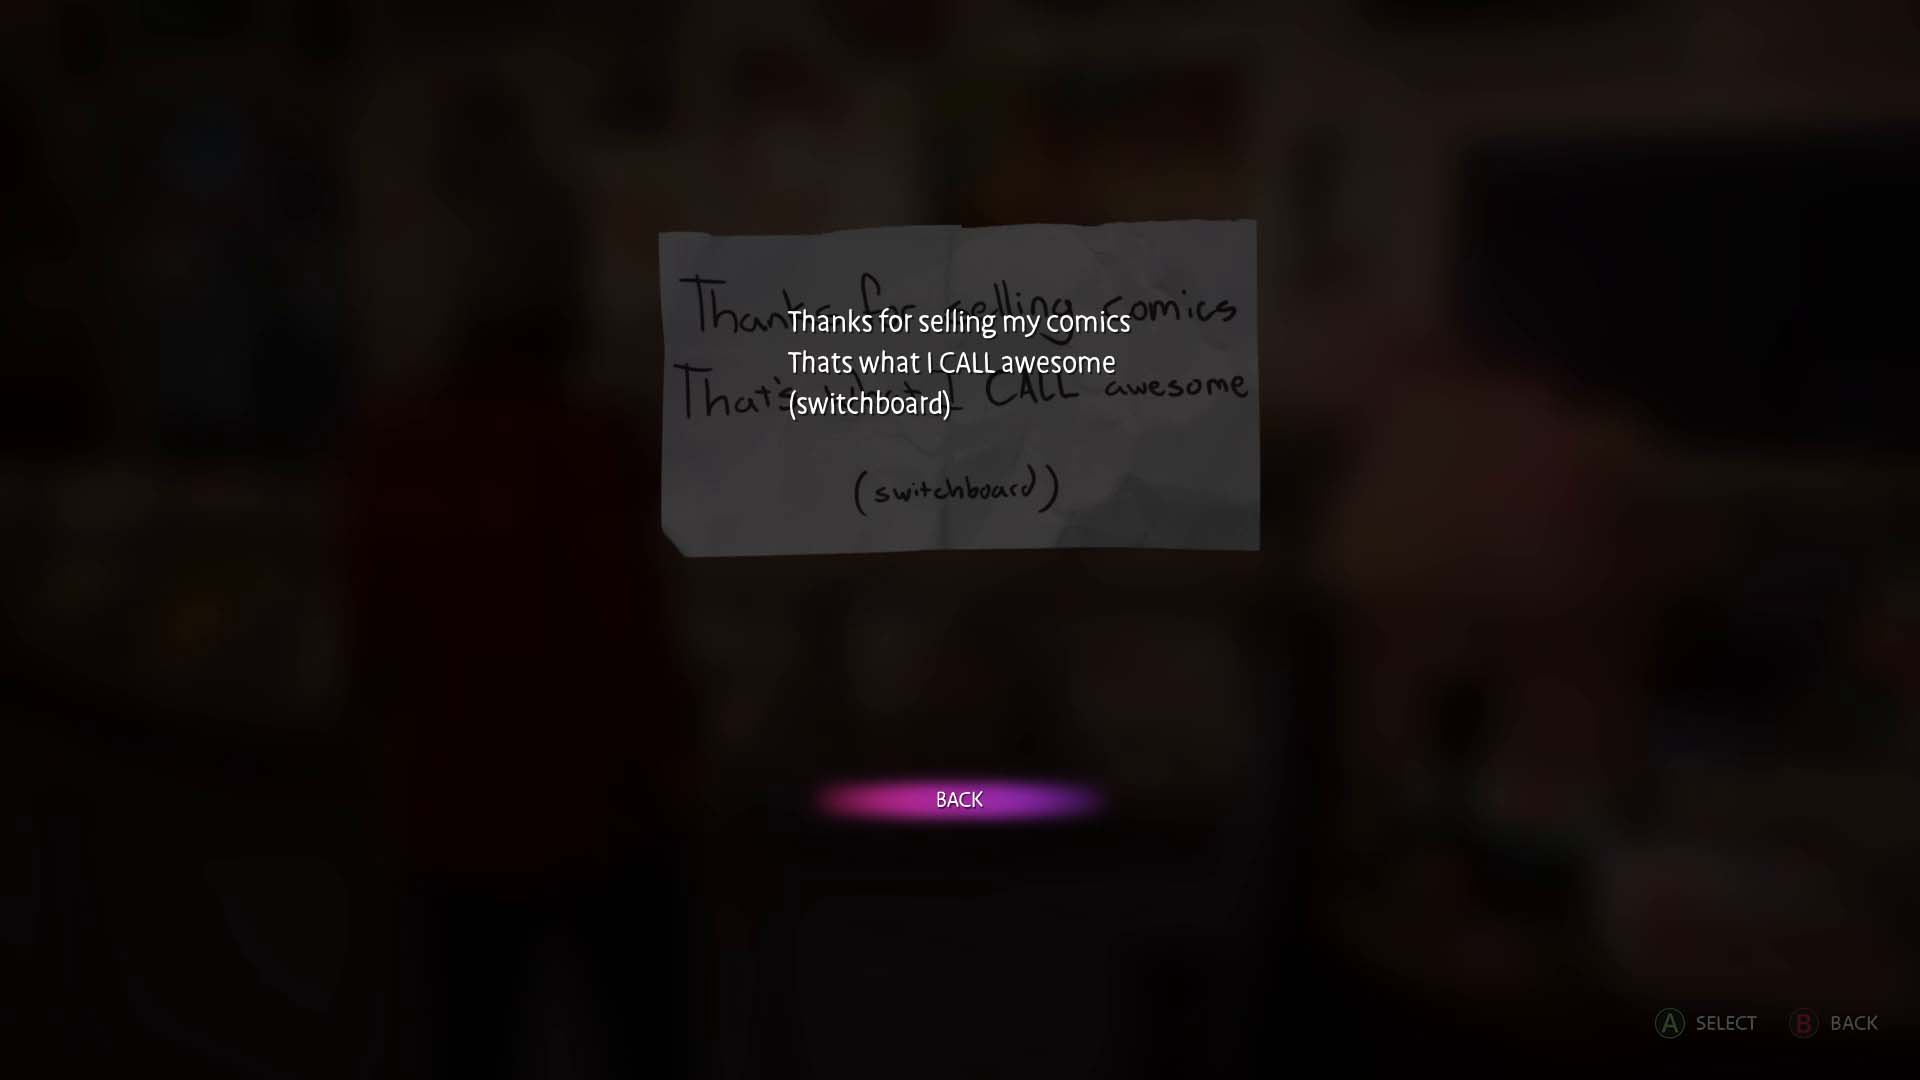 Thanks for selling comics
That's what I CALL awesome
(switchboard)
Thanks for selling my comics
Thats what I CALL awesome
(switchboard)
BACK
A SELECT B BACK